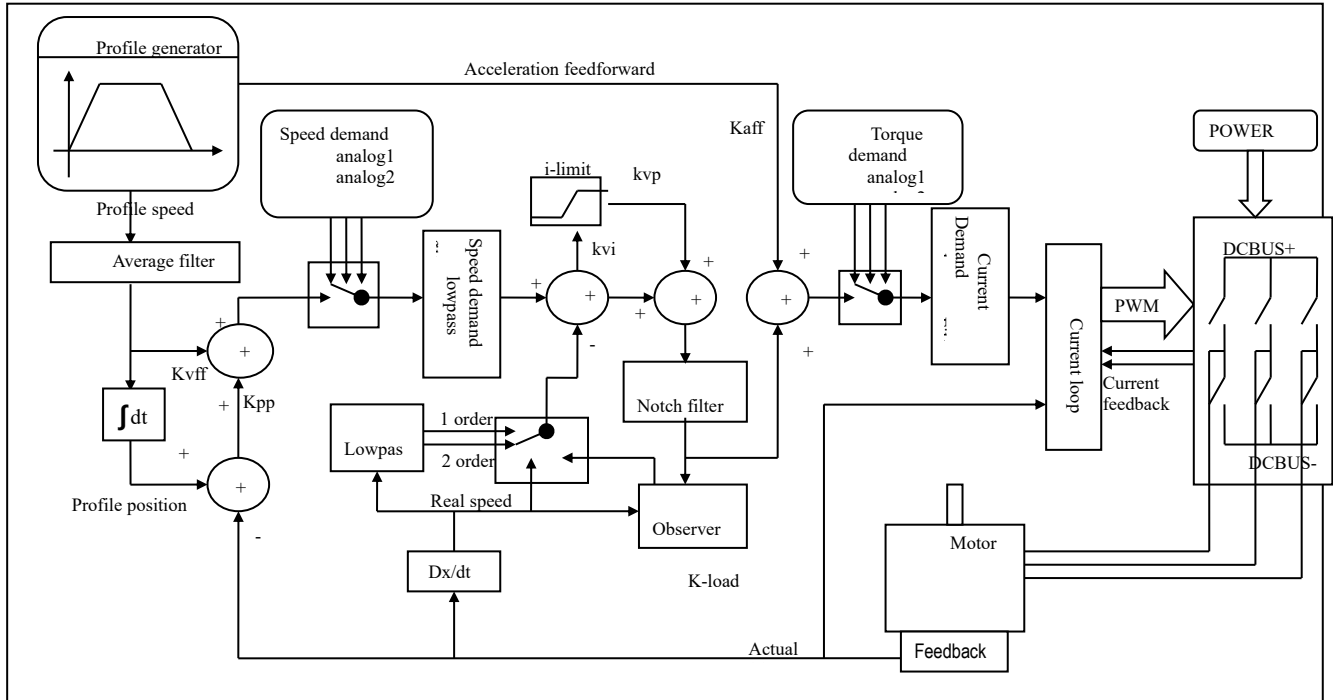 Profile generator
Acceleration feedforward
Kaff
Speed demand
analog1
analog2
Torque
demand
analog1
POWER
i-limit
kvp
Profile speed
Average filter
Speed demand
lowpass
kvi
Current
Demand
DCBUS+
PWM
+
+
+
+
+
+
+
+
+
+
-
+
Kvff
Current loop
Current
feedback
∫dt
+
Kpp
Notch filter
1 order
Lowpas
2 order
+
+
DCBUS-
Profile position
-
Real speed
Observer
Motor
Dx/dt
K-load
Actual
Feedback